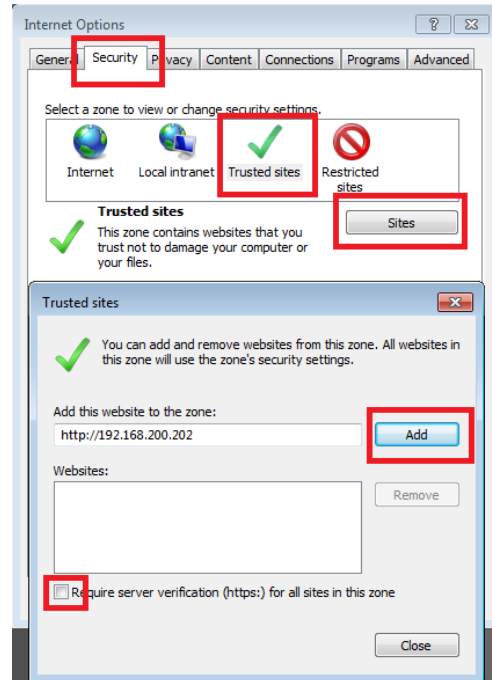 Internet Options
General Security Privacy Content Connections Programs Advanced
Select a zone to view or change security settings.
Internet Local intranet Trusted sites Restricted sites
Trusted sites
This zone contains websites that you
trust not to damage your computer or
your files.
Sites
Trusted sites
You can add and remove websites from this zone. All websites in
this zone will use the zone's security settings.
Add this website to the zone:
http://192.168.200.202 Add
Websites:
Remove
Require server verification (https:) for all sites in this zone
Close